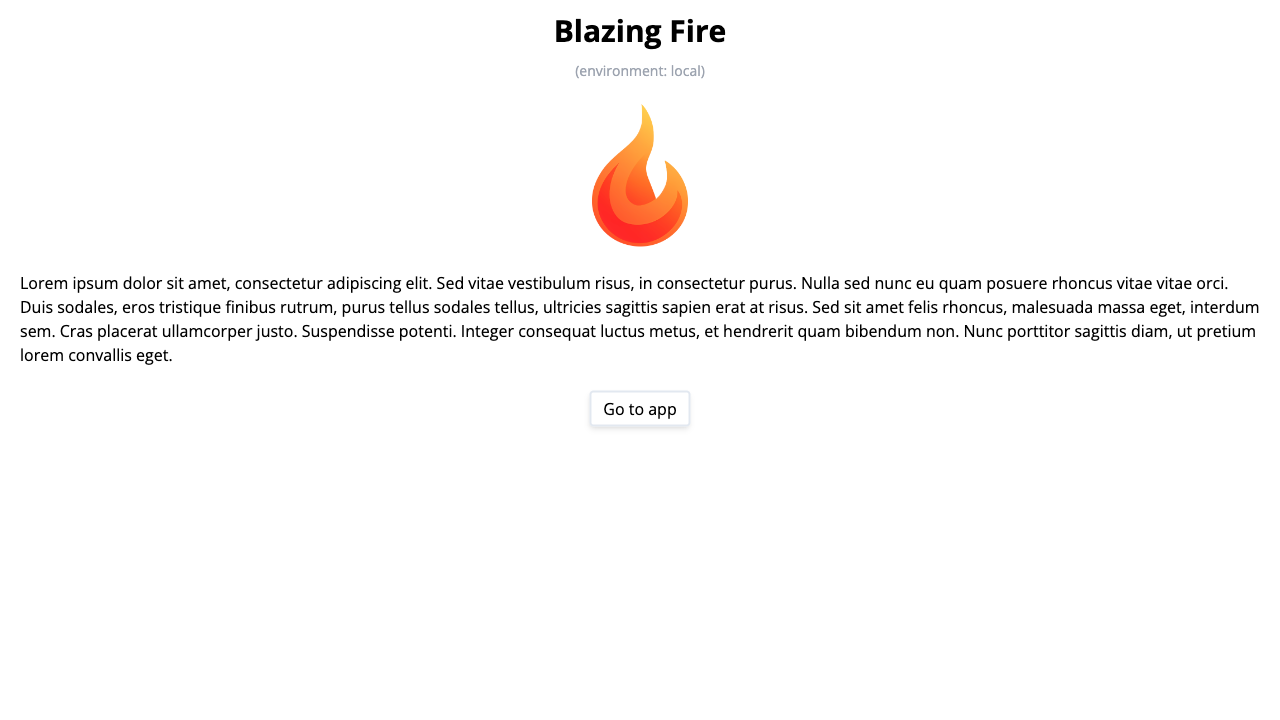 Blazing Fire
(environment: local)
Lorem ipsum dolor sit amet, consectetur adipiscing elit. Sed vitae vestibulum risus, in consectetur purus. Nulla sed nunc eu quam posuere rhoncus vitae vitae orci.
Duis sodales, eros tristique finibus rutrum, purus tellus sodales tellus, ultricies sagittis sapien erat at risus. Sed sit amet felis rhoncus, malesuada massa eget, interdum
sem. Cras placerat ullamcorper justo. Suspendisse potenti. Integer consequat luctus metus, et hendrerit quam bibendum non. Nunc porttitor sagittis diam, ut pretium
lorem convallis eget.
Go to app